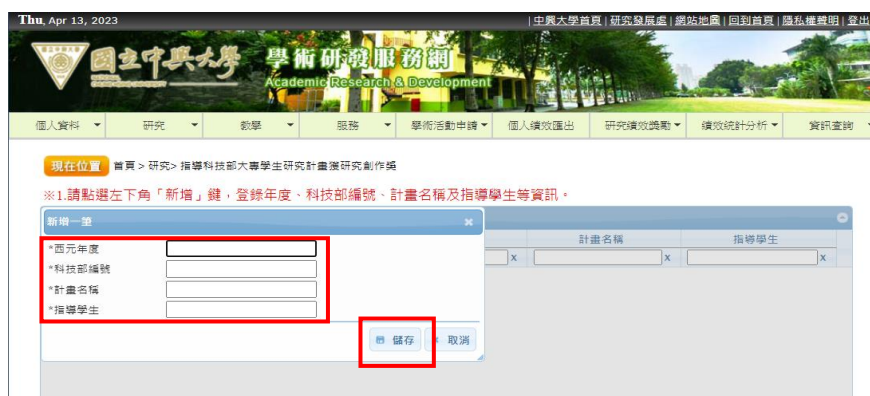 Thu, Apr 13, 2023
|中興大學首頁|研究發展處|網站地圖|回到首頁|隱私權聲明|登出
國立中興大學
學術研發服務網
Academic Research & Development
個人資料 研究 教學 服務 學術活動申請 個人績效匯出 研究績效獎勵 績效統計分析 資訊查詢
現在位置 首頁 > 研究> 指導科技部大專學生研究計畫獲研究創作獎
※1.請點選左下角「新增」鍵，登錄年度、科技部編號、計畫名稱及指導學生等資訊。
新增一筆
計畫名稱 指導學生
x x x
*西元年度
*科技部編號
*計畫名稱
*指導學生
儲存 取消